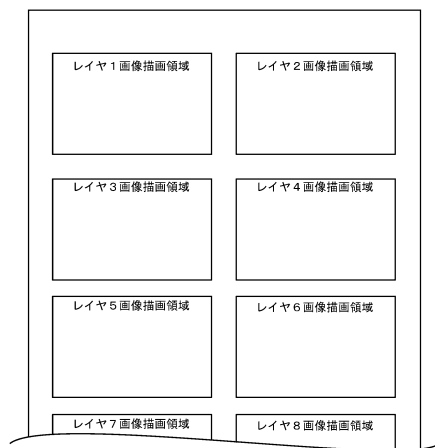 レイヤ１画像描画領域
レイヤ２画像描画領域
レイヤ３画像描画領域
レイヤ４画像描画領域
レイヤ５画像描画領域
レイヤ６画像描画領域
レイヤ７画像描画領域
レイヤ８画像描画領域